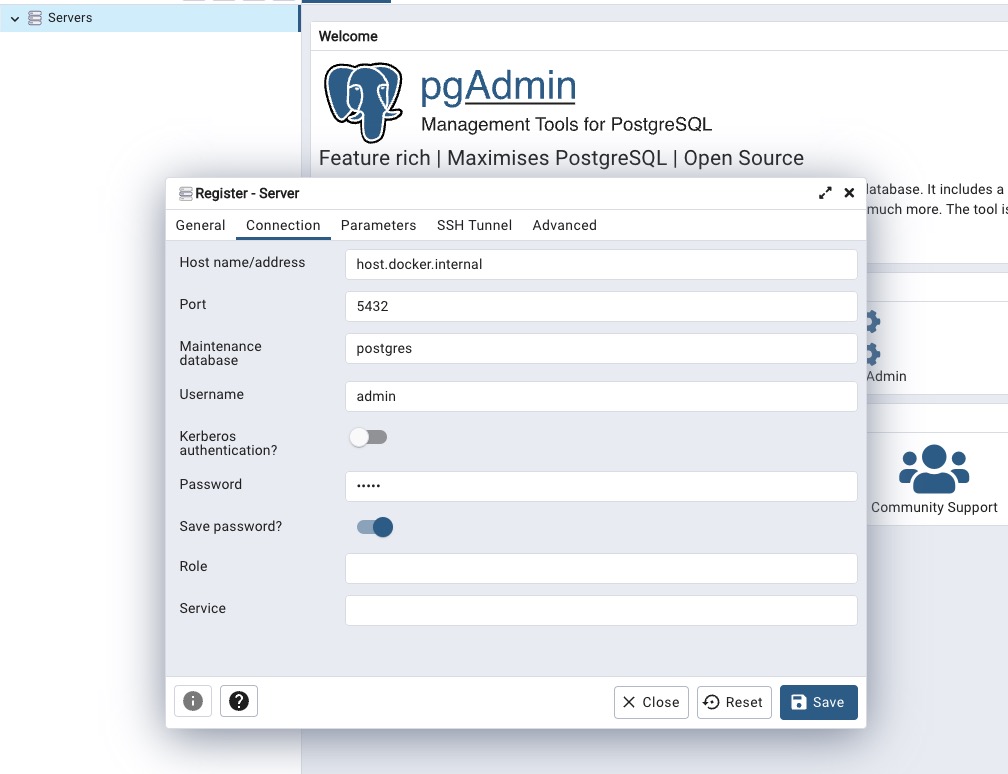 Servers
Welcome
pgAdmin
Management Tools for PostgreSQL
Feature rich | Maximises PostgreSQL | Open Source
latabase. It includes a
much more. The tool is
Register - Server
General Connection Parameters SSH Tunnel Advanced
Host name/address host.docker.internal
Port 5432
Maintenance
database postgres
Username admin
Kerberos
authentication?
Password •••••
Save password?
Role
Service
Admin
Community Support
Close Reset Save